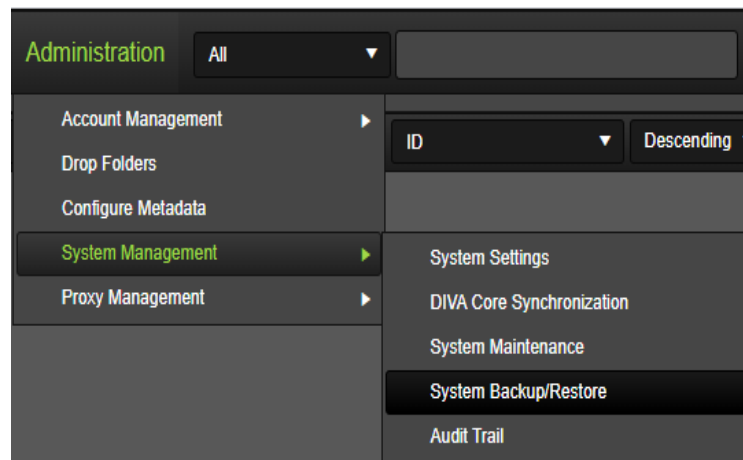 Administration All
Account Management
Drop Folders
Configure Metadata
System Management
Proxy Management
ID Descending
System Settings
DIVA Core Synchronization
System Maintenance
System Backup/Restore
Audit Trail